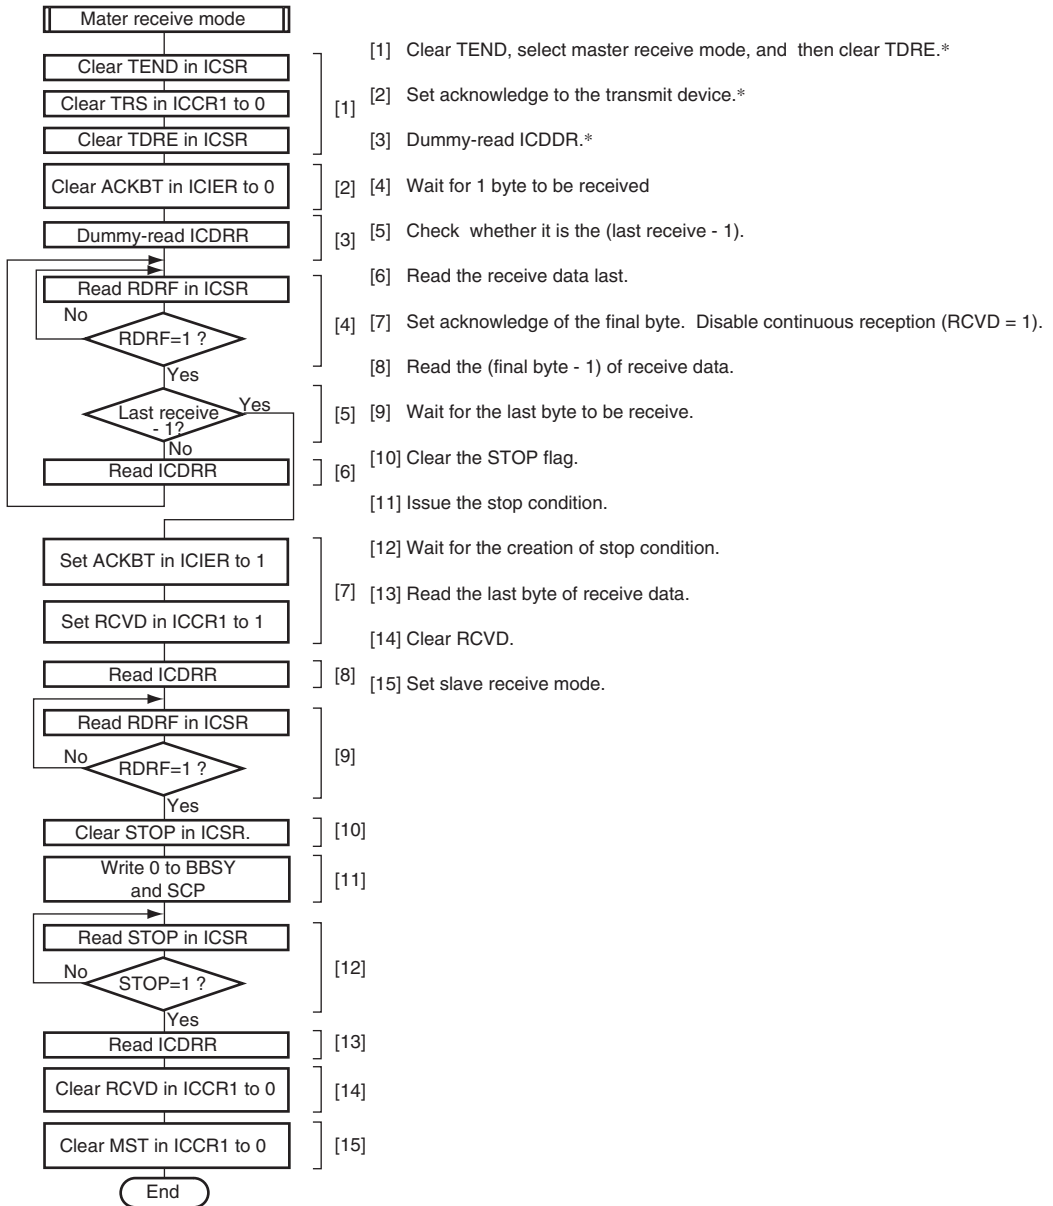 Mater receive mode
Clear TEND in ICSR
Clear TRS in ICCR1 to 0
Clear TDRE in ICSR
[1]
Clear ACKBT in ICIER to 0
[2]
Dummy-read ICDRR
[3]
Read RDRF in ICSR
No
RDRF=1 ?
[4]
Yes
Last receive
- 1?
Yes
[5]
No
Read ICDRR
[6]
Set ACKBT in ICIER to 1
Set RCVD in ICCR1 to 1
[7]
Read ICDRR
[8]
Read RDRF in ICSR
No
RDRF=1 ?
[9]
Yes
Clear STOP in ICSR.
[10]
Write 0 to BBSY
and SCP
[11]
Read STOP in ICSR
No
STOP=1 ?
[12]
Yes
Read ICDRR
[13]
Clear RCVD in ICCR1 to 0
[14]
Clear MST in ICCR1 to 0
[15]
End
[1] Clear TEND, select master receive mode, and then clear TDRE.*
[2] Set acknowledge to the transmit device.*
[3] Dummy-read ICDDR.*
[4] Wait for 1 byte to be received
[5] Check whether it is the (last receive - 1).
[6] Read the receive data last.
[7] Set acknowledge of the final byte. Disable continuous reception (RCVD = 1).
[8] Read the (final byte - 1) of receive data.
[9] Wait for the last byte to be receive.
[10] Clear the STOP flag.
[11] Issue the stop condition.
[12] Wait for the creation of stop condition.
[13] Read the last byte of receive data.
[14] Clear RCVD.
[15] Set slave receive mode.